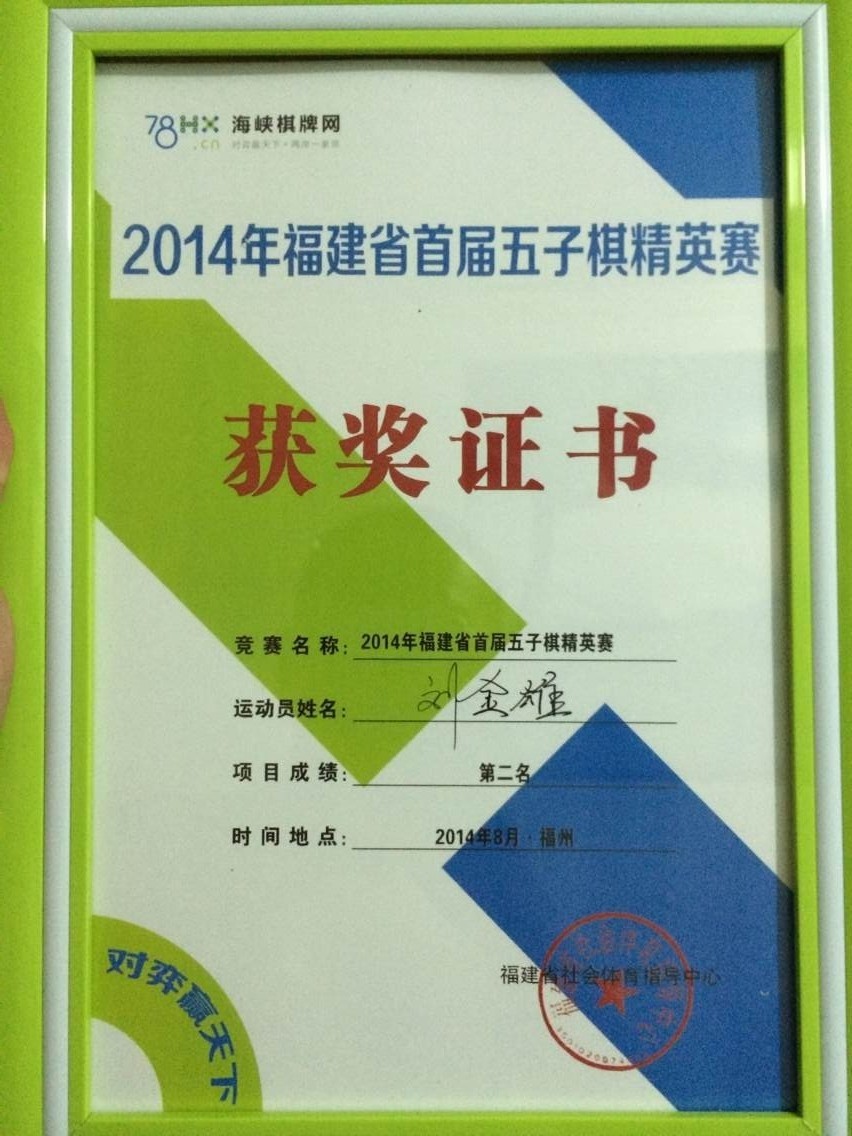 78HX 海峡棋牌网
.cn 对弈赢天下·两岸一家亲
2014年福建省首届五子棋精英赛
获奖证书
竞赛名称: 2014年福建省首届五子棋精英赛
运动员姓名: 刘金雄
项目成绩: 第二名
时间地点: 2014年8月·福州
福建省社会体育指导中心
对弈赢天下